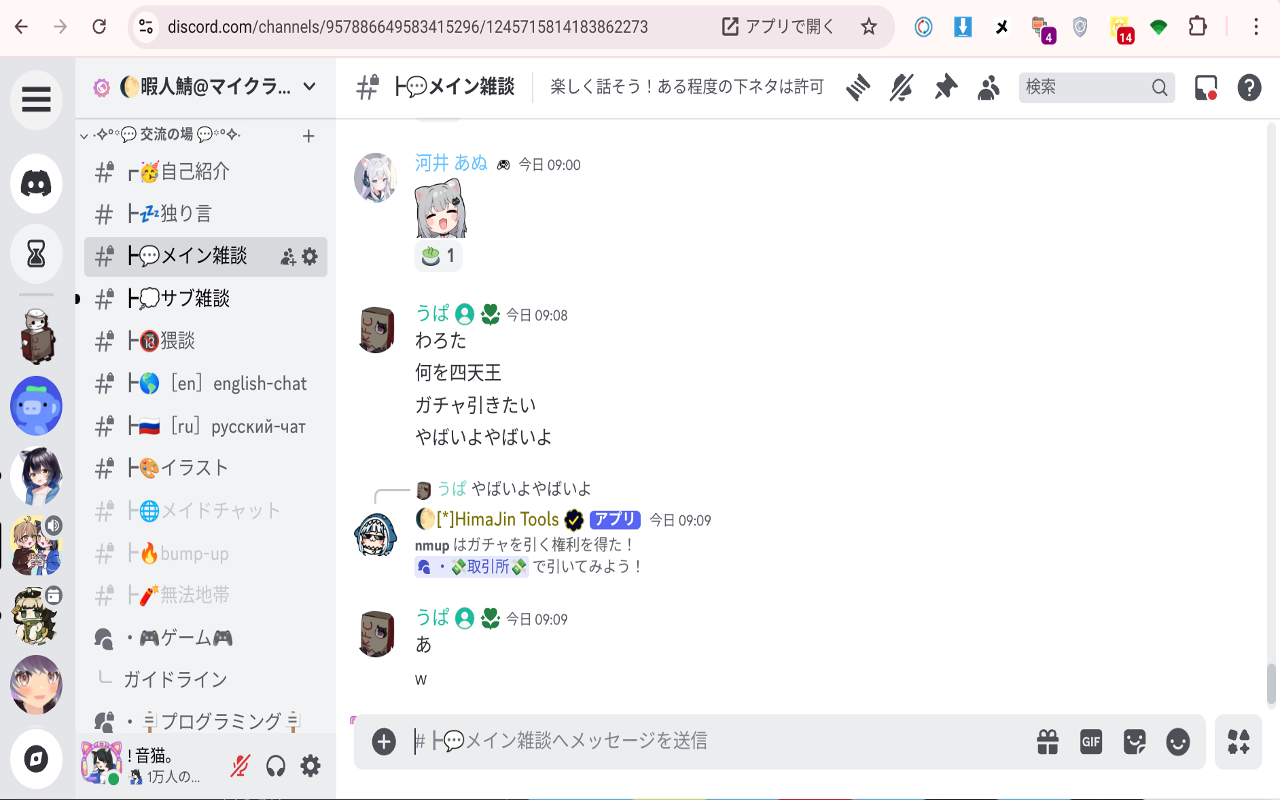 discord.com/channels/957886649583415296/1245715814183862273
アプリで開く
4
14
🌔暇人鯖@マイクラ...
┣💬メイン雑談
楽しく話そう！ある程度の下ネタは許可
検索
·✧°॰💬 交流の場 💬॰°✧·
┏🥳自己紹介
┣💤独り言
┣💬メイン雑談
┣💭サブ雑談
┣🔞猥談
┣🌎［en］english-chat
┣🇷🇺［ru］русский-чат
┣🎨イラスト
┣🌐メイドチャット
┣🔥bump-up
┣🧨無法地帯
・🎮ゲーム🎮
ガイドライン
・🪧プログラミング🪧
! 音猫。
1万人の...
河井 あぬ 今日 09:00
🍵 1
うぱ 今日 09:08
わろた
何を四天王
ガチャ引きたい
やばいよやばいよ
うぱ やばいよやばいよ
🌔[*]HimaJin Tools アプリ 今日 09:09
nmup はガチャを引く権利を得た！
・💸取引所💸 で引いてみよう！
うぱ 今日 09:09
あ
w
# ┣💬メイン雑談へメッセージを送信
GIF